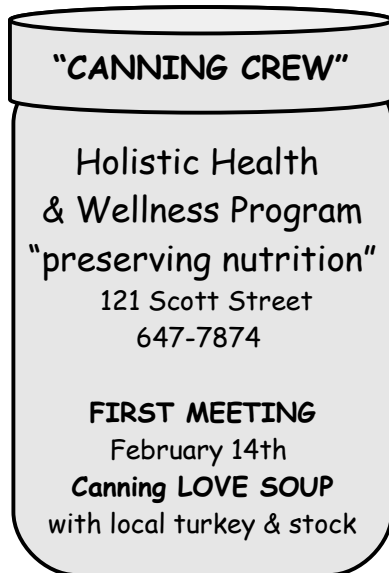 “CANNING CREW”
Holistic Health
& Wellness Program
“preserving nutrition”
121 Scott Street
647-7874
FIRST MEETING
February 14th
Canning LOVE SOUP
with local turkey & stock